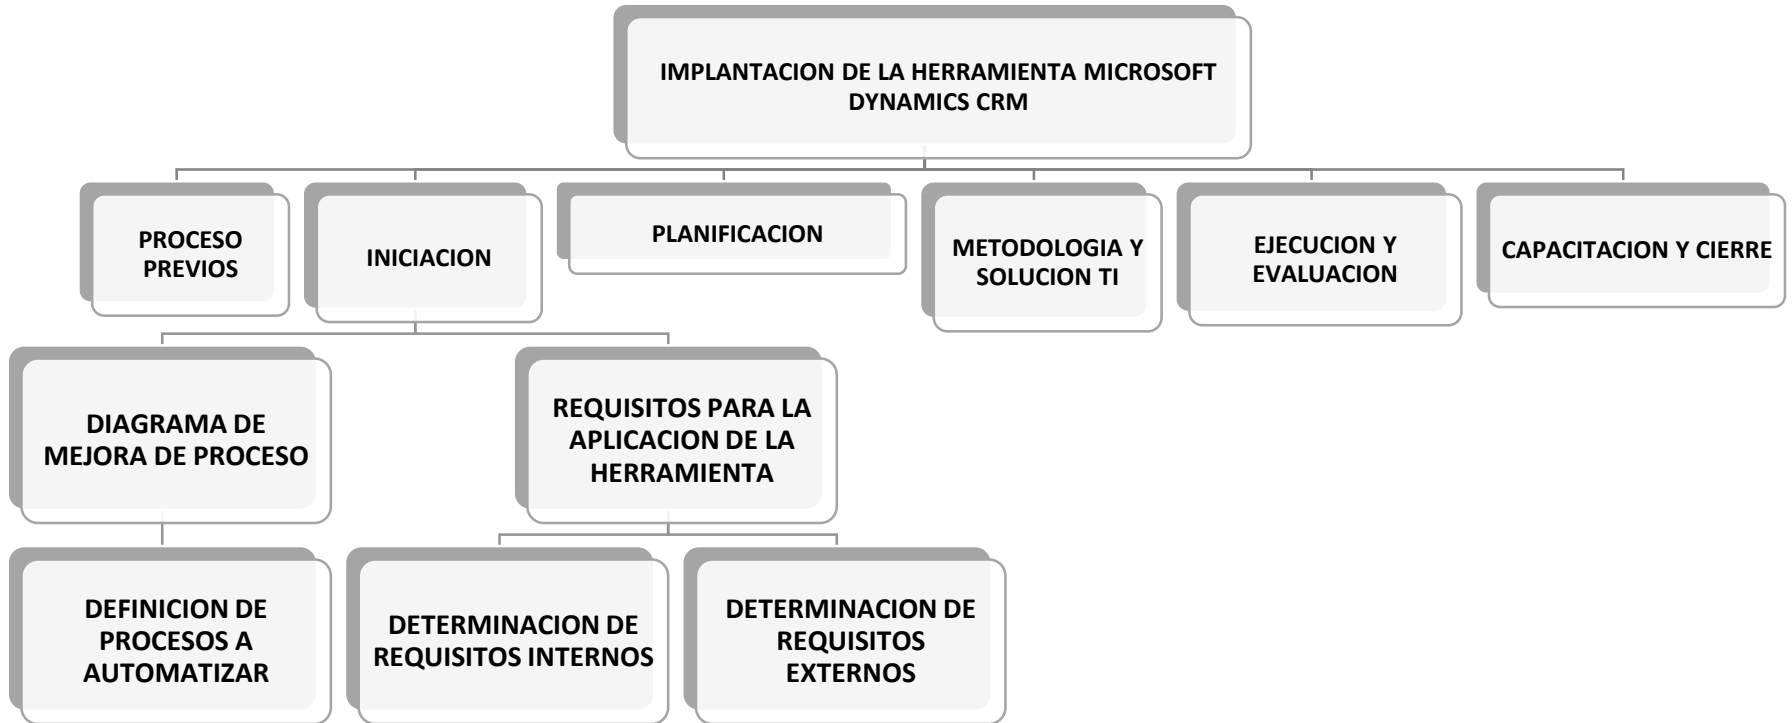 IMPLANTACION DE LA HERRAMIENTA MICROSOFT
DYNAMICS CRM
PROCESO
PREVIOS
INICIACION
PLANIFICACION
METODOLOGIA Y
SOLUCION TI
EJECUCION Y
EVALUACION
CAPACITACION Y CIERRE
DIAGRAMA DE
MEJORA DE PROCESO
REQUISITOS PARA LA
APLICACION DE LA
HERRAMIENTA
DEFINICION DE
PROCESOS A
AUTOMATIZAR
DETERMINACION DE
REQUISITOS INTERNOS
DETERMINACION DE
REQUISITOS
EXTERNOS